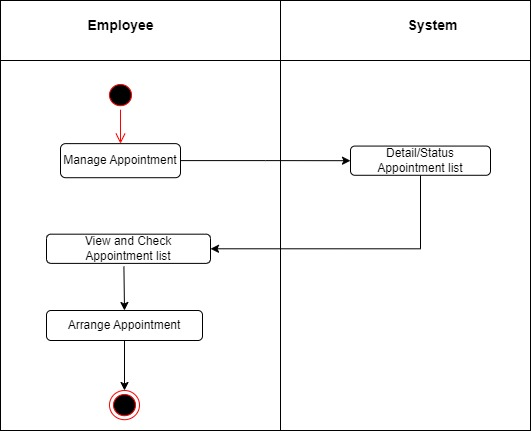 Employee
System
Manage Appointment
Detail/Status
Appointment list
View and Check
Appointment list
Arrange Appointment